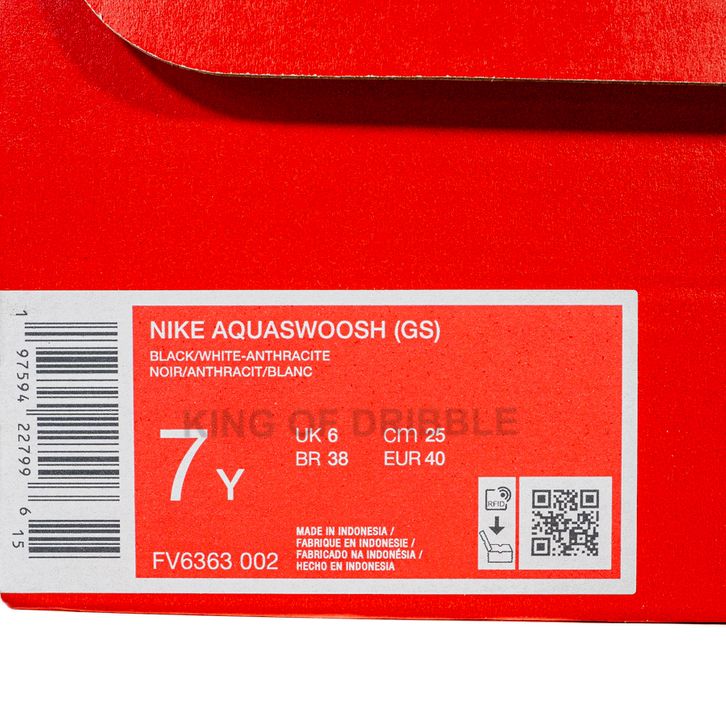 NIKE AQUASWOOSH (GS)
BLACK/WHITE-ANTHRACITE
NOIR/ANTHRACIT/BLANC
KING OF DRIBBLE
7 Y
UK 6 cm 25
BR 38 EUR 40
MADE IN INDONESIA /
FABRIQUE EN INDONESIE /
FABRICADO NA INDONÉSIA /
HECHO EN INDONESIA
FV6363 002
RFID
1 97594 22799 6 15